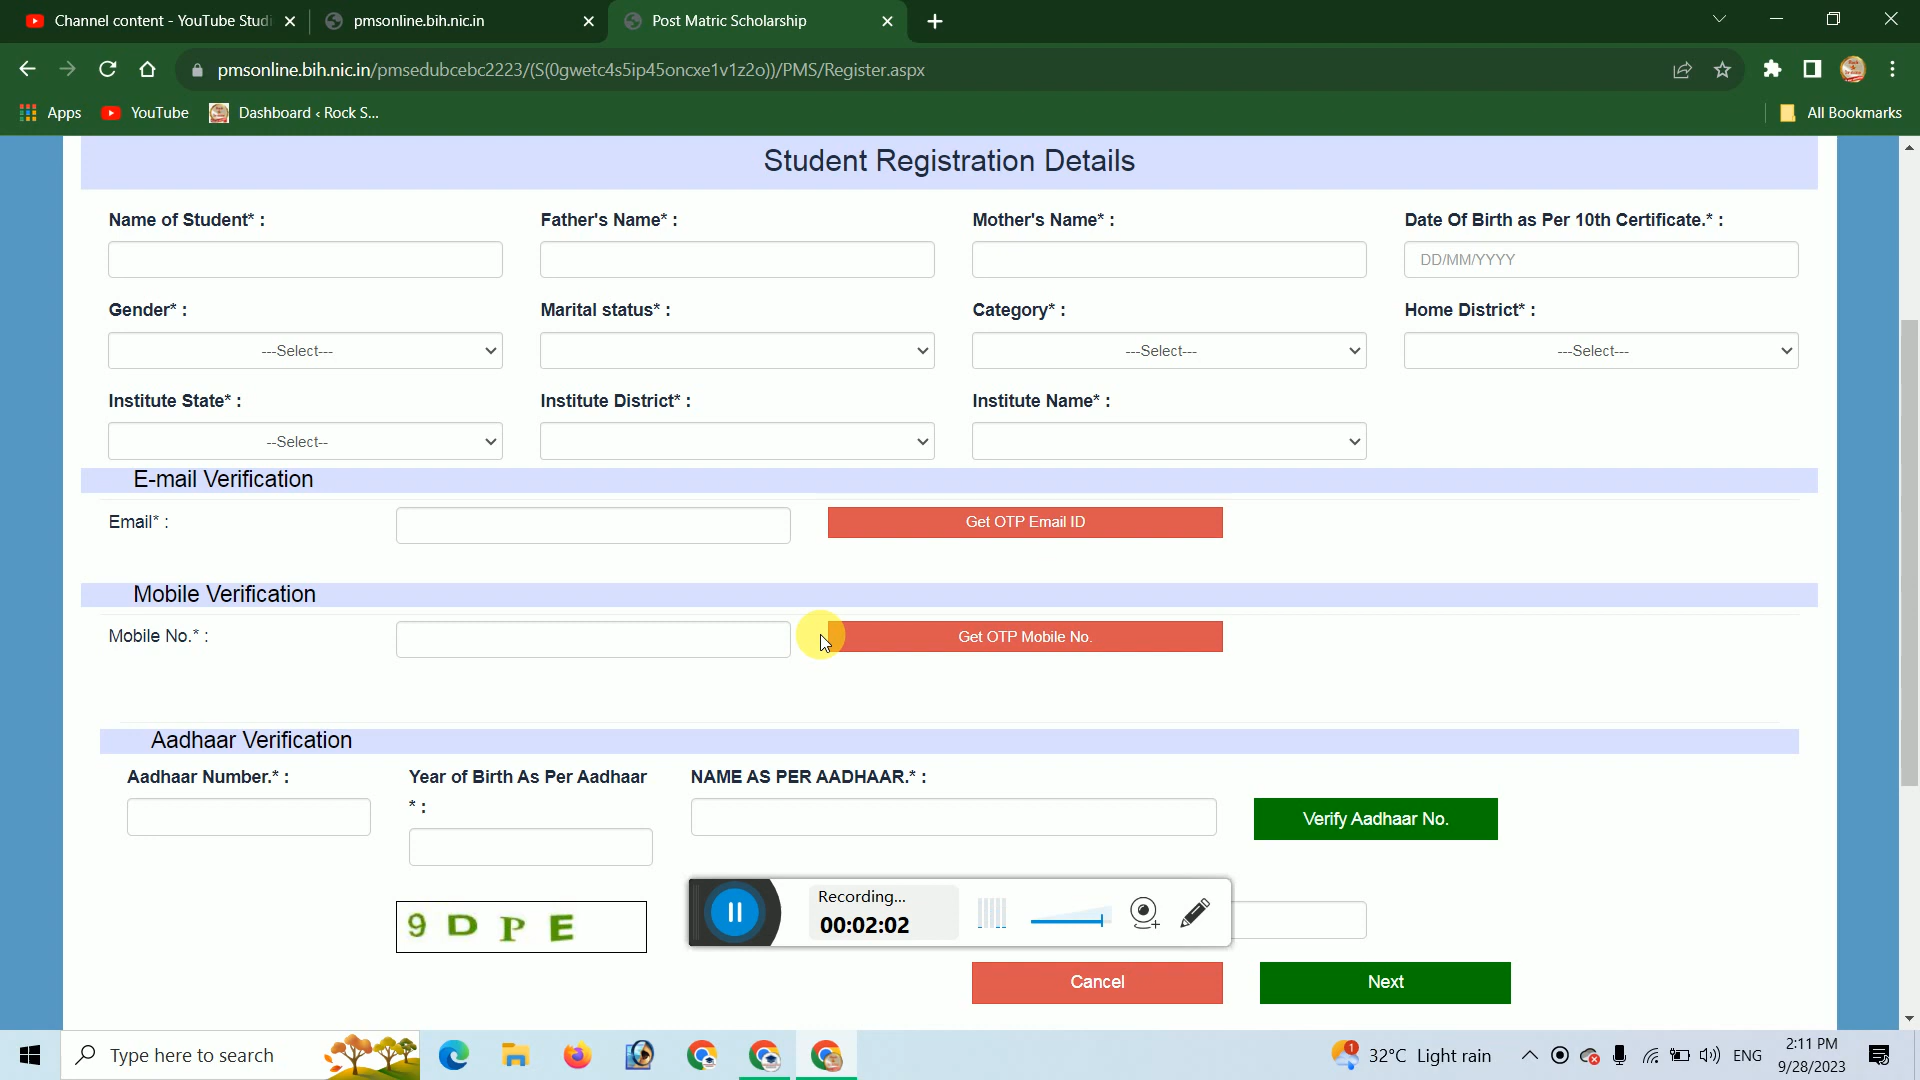 Channel content - YouTube Studi
pmsonline.bih.nic.in
Post Matric Scholarship
pmsonline.bih.nic.in/pmsedubcebc2223/(S(0gwetc4s5ip45oncxe1v1z2o))/PMS/Register.aspx
Apps
YouTube
Dashboard ‹ Rock S...
All Bookmarks
Student Registration Details
Name of Student* :
Father's Name* :
Mother's Name* :
Date Of Birth as Per 10th Certificate.* :
DD/MM/YYYY
Gender* :
Marital status* :
Category* :
Home District* :
---Select---
---Select---
---Select---
Institute State* :
Institute District* :
Institute Name* :
--Select--
E-mail Verification
Email* :
Get OTP Email ID
Mobile Verification
Mobile No.* :
Get OTP Mobile No.
Aadhaar Verification
Aadhaar Number.* :
Year of Birth As Per Aadhaar
* :
NAME AS PER AADHAAR.* :
Verify Aadhaar No.
9 D P E
Recording...
00:02:02
Cancel
Next
Type here to search
1
32°C Light rain
ENG
2:11 PM
9/28/2023